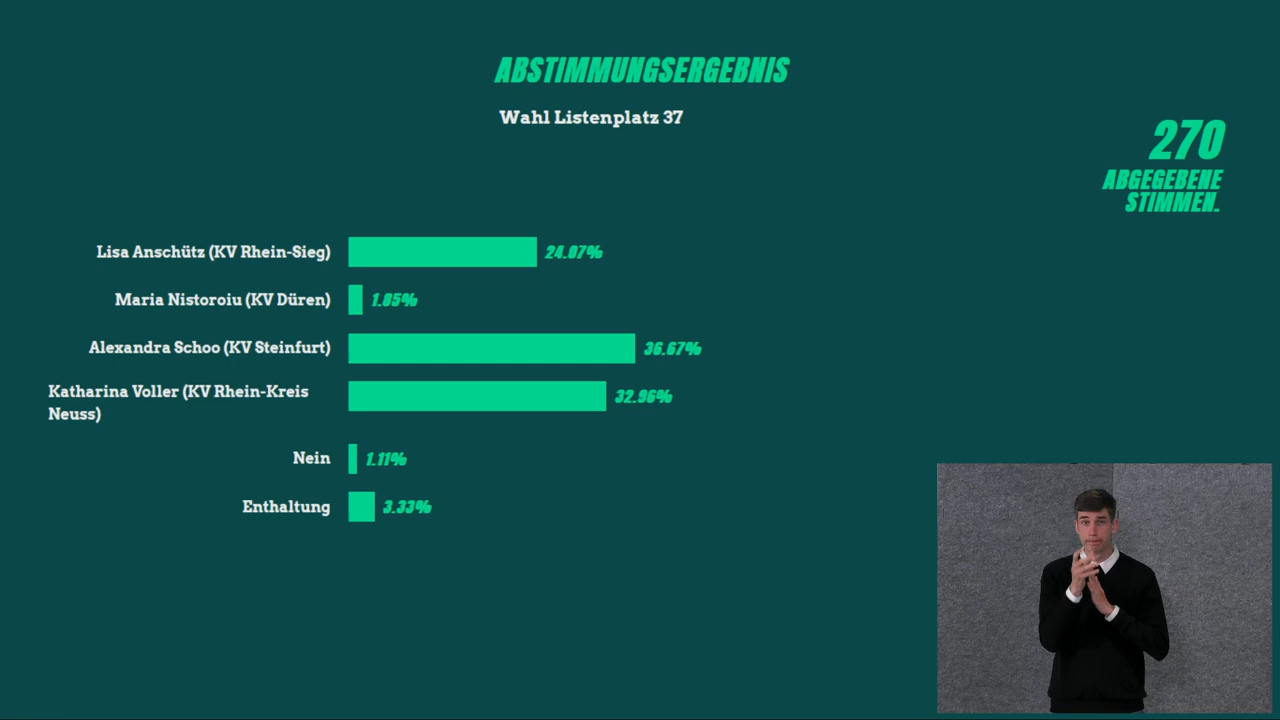 ABSTIMMUNGSERGEBNIS
Wahl Listenplatz 37
270
ABGEGEBENE
STIMMEN.
Lisa Anschütz (KV Rhein-Sieg) 24.07%
Maria Nistoroiu (KV Düren) 1.85%
Alexandra Schoo (KV Steinfurt) 36.67%
Katharina Voller (KV Rhein-Kreis
Neuss) 32.96%
Nein 1.11%
Enthaltung 3.33%